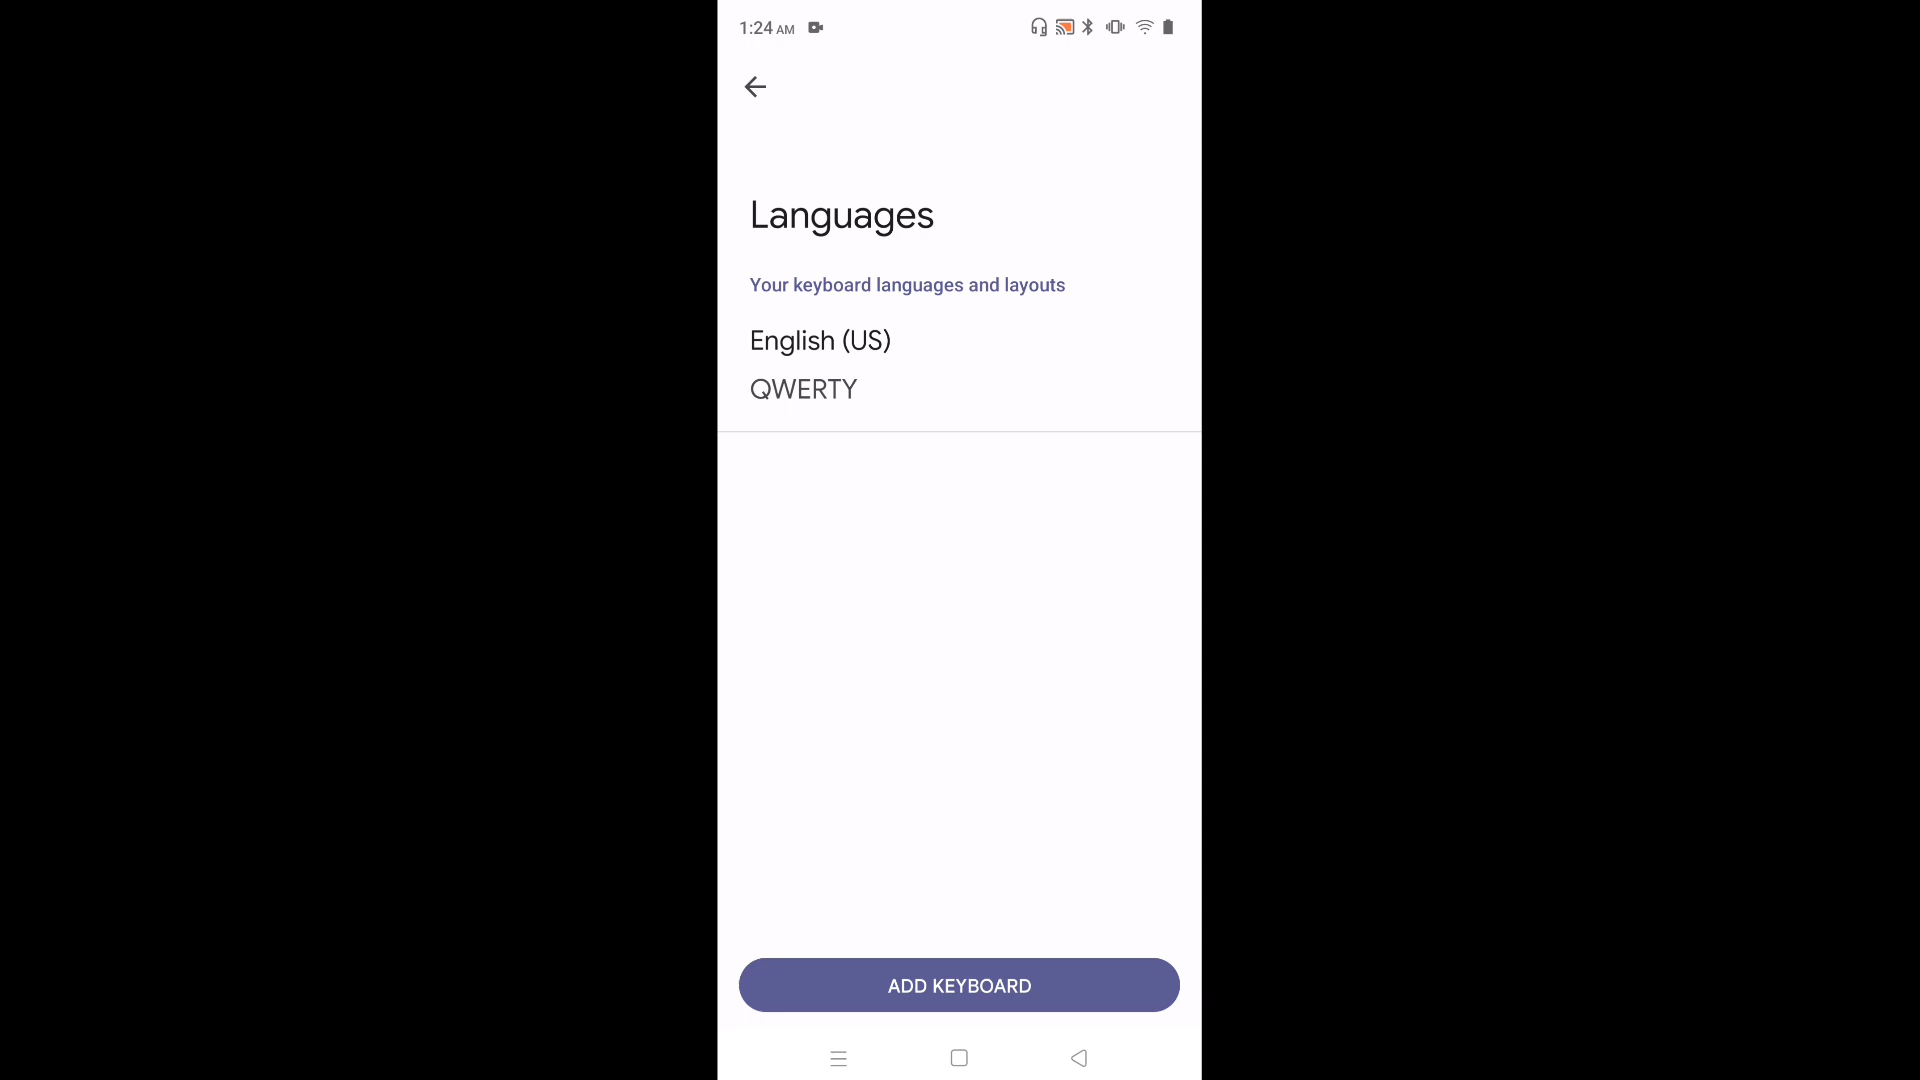 1:24 AM
Languages
Your keyboard languages and layouts
English (US)
QWERTY
ADD KEYBOARD